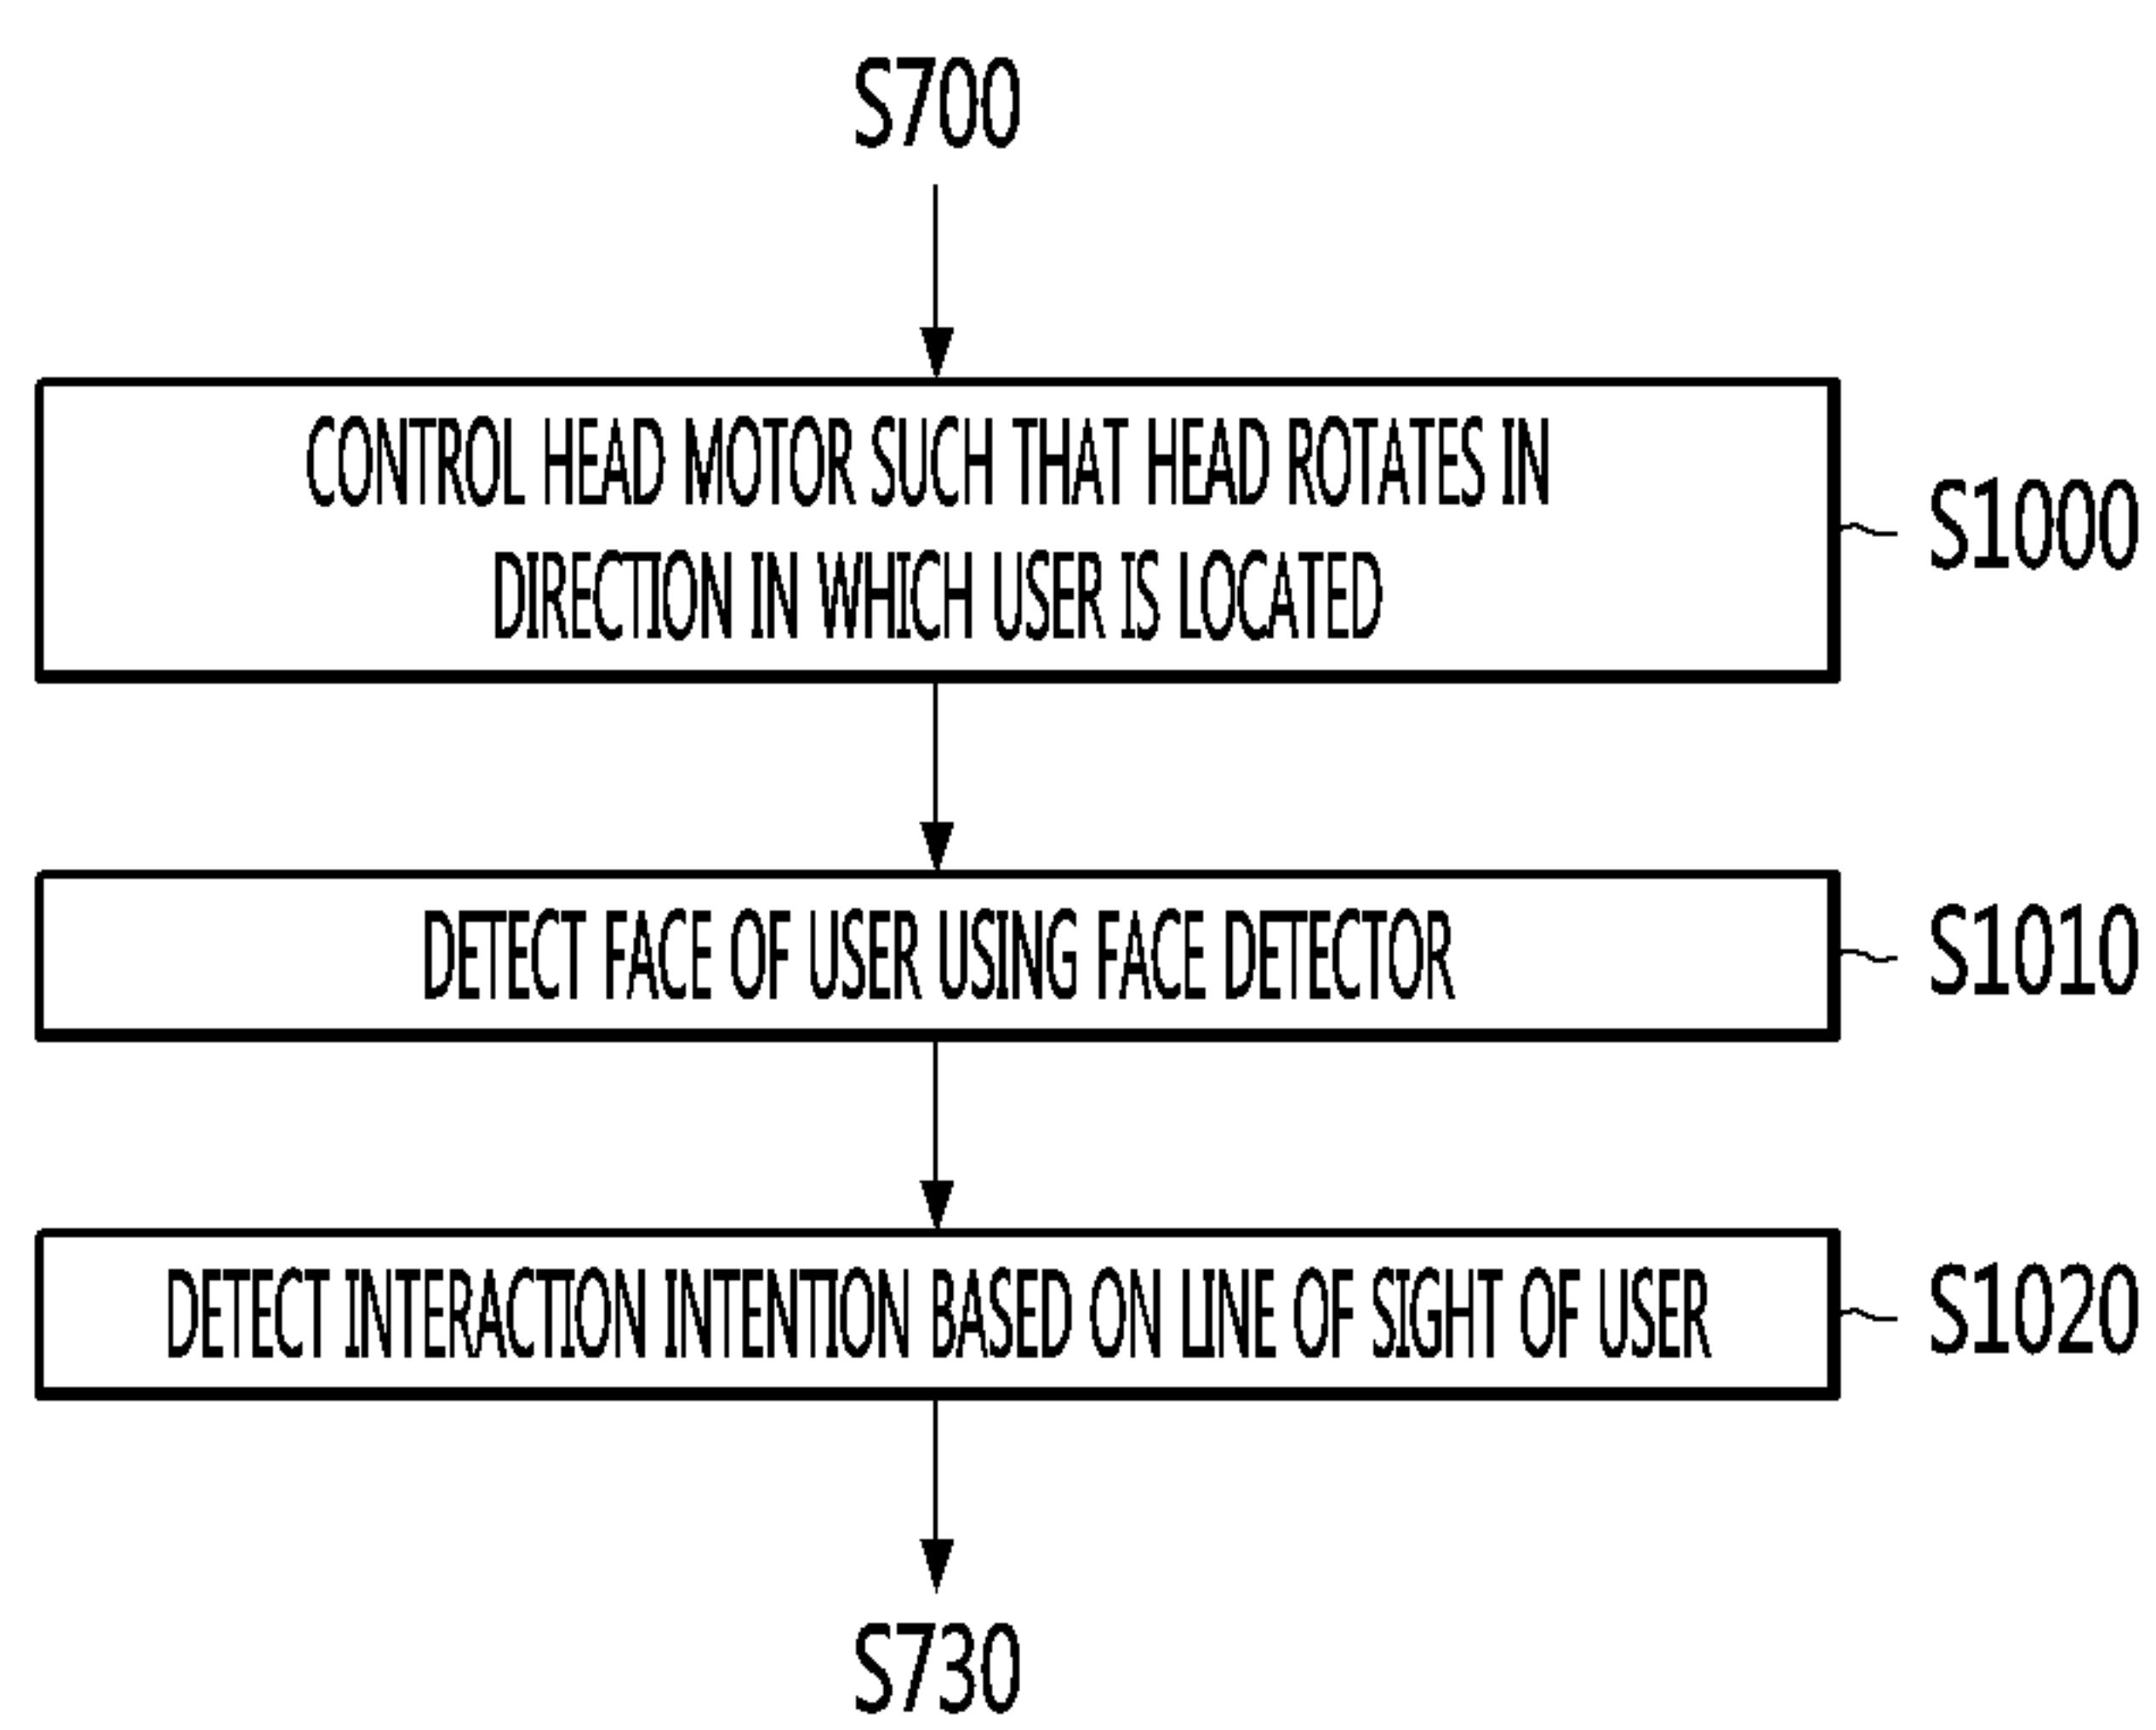 S700
CONTROL HEAD MOTOR SUCH THAT HEAD ROTATES IN
DIRECTION IN WHICH USER IS LOCATED
S1000
DETECT FACE OF USER USING FACE DETECTOR
S1010
DETECT INTERACTION INTENTION BASED ON LINE OF SIGHT OF USER
S1020
S730